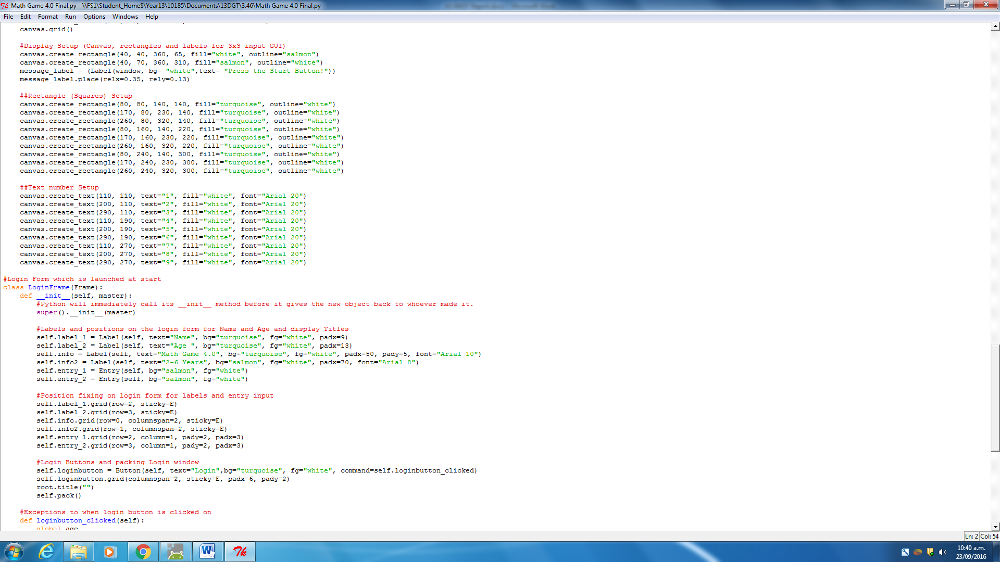 Math Game 4.0 Final.py - \\FS1\Student_Home$\Year13\10185\Documents\13DGT\3.46\Math Game 4.0 Final.py
File Edit Format Run Options Windows Help
    canvas.grid()

    #Display Setup (Canvas, rectangles and labels for 3x3 input GUI)
    canvas.create_rectangle(40, 40, 360, 65, fill="white", outline="salmon")
    canvas.create_rectangle(40, 70, 360, 310, fill="salmon", outline="white")
    message_label = (Label(window, bg= "white",text= "Press the Start Button!"))
    message_label.place(relx=0.35, rely=0.13)

    ##Rectangle (Squares) Setup
    canvas.create_rectangle(80, 80, 140, 140, fill="turquoise", outline="white")
    canvas.create_rectangle(170, 80, 230, 140, fill="turquoise", outline="white")
    canvas.create_rectangle(260, 80, 320, 140, fill="turquoise", outline="white")
    canvas.create_rectangle(80, 160, 140, 220, fill="turquoise", outline="white")
    canvas.create_rectangle(170, 160, 230, 220, fill="turquoise", outline="white")
    canvas.create_rectangle(260, 160, 320, 220, fill="turquoise", outline="white")
    canvas.create_rectangle(80, 240, 140, 300, fill="turquoise", outline="white")
    canvas.create_rectangle(170, 240, 230, 300, fill="turquoise", outline="white")
    canvas.create_rectangle(260, 240, 320, 300, fill="turquoise", outline="white")

    ##Text number Setup
    canvas.create_text(110, 110, text="1", fill="white", font="Arial 20")
    canvas.create_text(200, 110, text="2", fill="white", font="Arial 20")
    canvas.create_text(290, 110, text="3", fill="white", font="Arial 20")
    canvas.create_text(110, 190, text="4", fill="white", font="Arial 20")
    canvas.create_text(200, 190, text="5", fill="white", font="Arial 20")
    canvas.create_text(290, 190, text="6", fill="white", font="Arial 20")
    canvas.create_text(110, 270, text="7", fill="white", font="Arial 20")
    canvas.create_text(200, 270, text="8", fill="white", font="Arial 20")
    canvas.create_text(290, 270, text="9", fill="white", font="Arial 20")

#Login Form which is launched at start
class LoginFrame(Frame):
    def __init__(self, master):
        #Python will immediately call its __init__ method before it gives the new object back to whoever made it.
        super().__init__(master)

        #Labels and positions on the login form for Name and Age and display Titles
        self.label_1 = Label(self, text="Name", bg="turquoise", fg="white", padx=9)
        self.label_2 = Label(self, text="Age ", bg="turquoise", fg="white", padx=13)
        self.info = Label(self, text="Math Game 4.0", bg="turquoise", fg="white", padx=50, pady=5, font="Arial 10")
        self.info2 = Label(self, text="2-6 Years", bg="salmon", fg="white", padx=70, font="Arial 8")
        self.entry_1 = Entry(self, bg="salmon", fg="white")
        self.entry_2 = Entry(self, bg="salmon", fg="white")

        #Position fixing on login form for labels and entry input
        self.label_1.grid(row=2, sticky=E)
        self.label_2.grid(row=3, sticky=E)
        self.info.grid(row=0, columnspan=2, sticky=E)
        self.info2.grid(row=1, columnspan=2, sticky=E)
        self.entry_1.grid(row=2, column=1, pady=2, padx=3)
        self.entry_2.grid(row=3, column=1, pady=2, padx=3)

        #Login Buttons and packing Login window
        self.loginbutton = Button(self, text="Login",bg="turquoise", fg="white", command=self.loginbutton_clicked)
        self.loginbutton.grid(columnspan=2, sticky=E, padx=6, pady=2)
        root.title("")
        self.pack()

    #Exceptions to when login button is clicked on
    def loginbutton_clicked(self):
        global age
Ln: 2 Col: 54
10:40 a.m.
23/09/2016